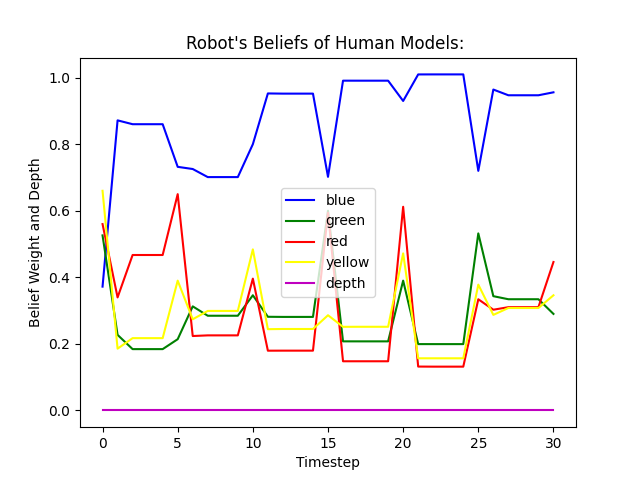 Robot's Beliefs of Human Models:
Belief Weight and Depth
1.0
0.8
0.6
0.4
0.2
0.0
blue
green
red
yellow
depth
0 5 10 15 20 25 30
Timestep